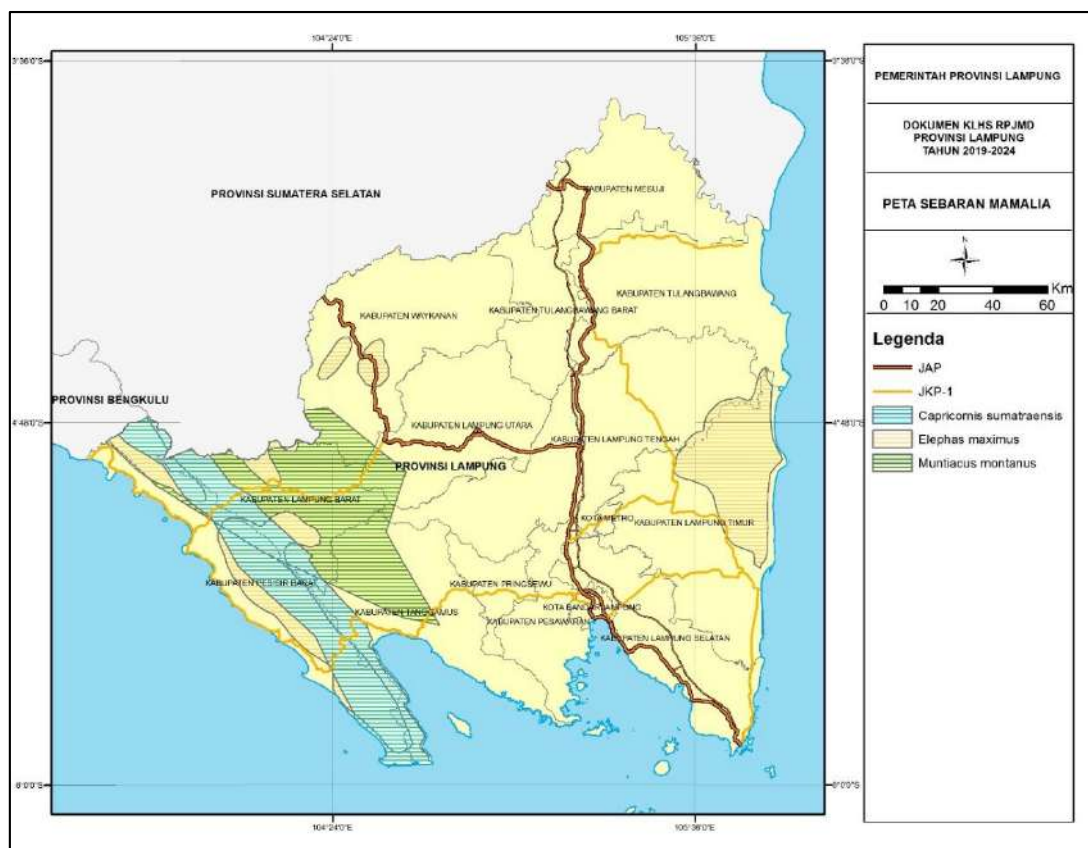 104°24'0"E
105°36'0"E
3°36'0"S
3°36'0"S
PEMERINTAH PROVINSI LAMPUNG
DOKUMEN KLHS RPJMD
PROVINSI LAMPUNG
TAHUN 2019-2024
PETA SEBARAN MAMALIA
N
Km
0 10 20 40 60
Legenda
JAP
JKP-1
Capricornis sumatraensis
Elephas maximus
Muntiacus montanus
PROVINSI SUMATERA SELATAN
KABUPATEN MESUJI
KABUPATEN TULANGBAWANG
KABUPATEN TULANGBAWANG BARAT
KABUPATEN WAYKANAN
PROVINSI BENGKULU
4°48'0"S
4°48'0"S
KABUPATEN LAMPUNG UTARA
KABUPATEN LAMPUNG TENGAH
PROVINSI LAMPUNG
KABUPATEN LAMPUNG BARAT
KOTA METRO
KABUPATEN LAMPUNG TIMUR
KABUPATEN PESISIR BARAT
KABUPATEN PRINGSEWU
KABUPATEN TANGGAMUS
KOTA BANDAR LAMPUNG
KABUPATEN PESAWARAN
KABUPATEN LAMPUNG SELATAN
6°0'0"S
6°0'0"S
104°24'0"E
105°36'0"E